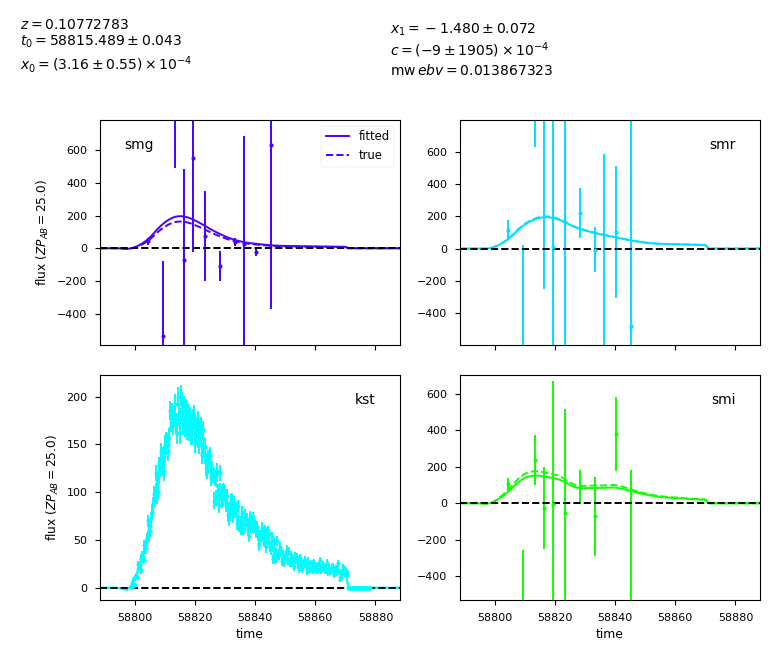 z = 0.10772783
t₀ = 58815.489 ± 0.043
x₀ = (3.16 ± 0.55) × 10⁻⁴
x₁ = −1.480 ± 0.072
c = (−9 ± 1905) × 10⁻⁴
mw ebv = 0.013867323
smg
fitted
true
600
400
200
0
−200
−400
flux (ZP_AB = 25.0)
smr
600
400
200
0
−200
−400
kst
200
150
100
50
0
flux (ZP_AB = 25.0)
58800 58820 58840 58860 58880
time
smi
600
400
200
0
−200
−400
58800 58820 58840 58860 58880
time